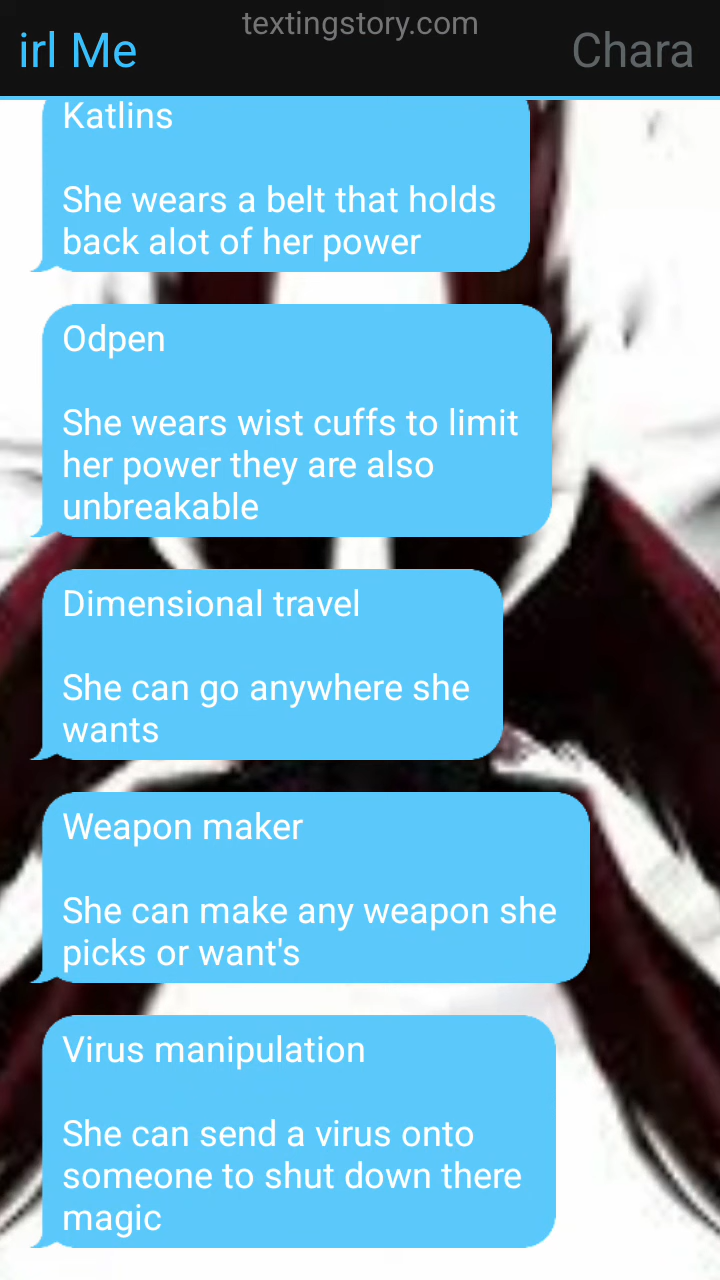 textingstory.com
irl Me
Chara
Katlins
She wears a belt that holds
back alot of her power
Odpen
She wears wist cuffs to limit
her power they are also
unbreakable
Dimensional travel
She can go anywhere she
wants
Weapon maker
She can make any weapon she
picks or want's
Virus manipulation
She can send a virus onto
someone to shut down there
magic